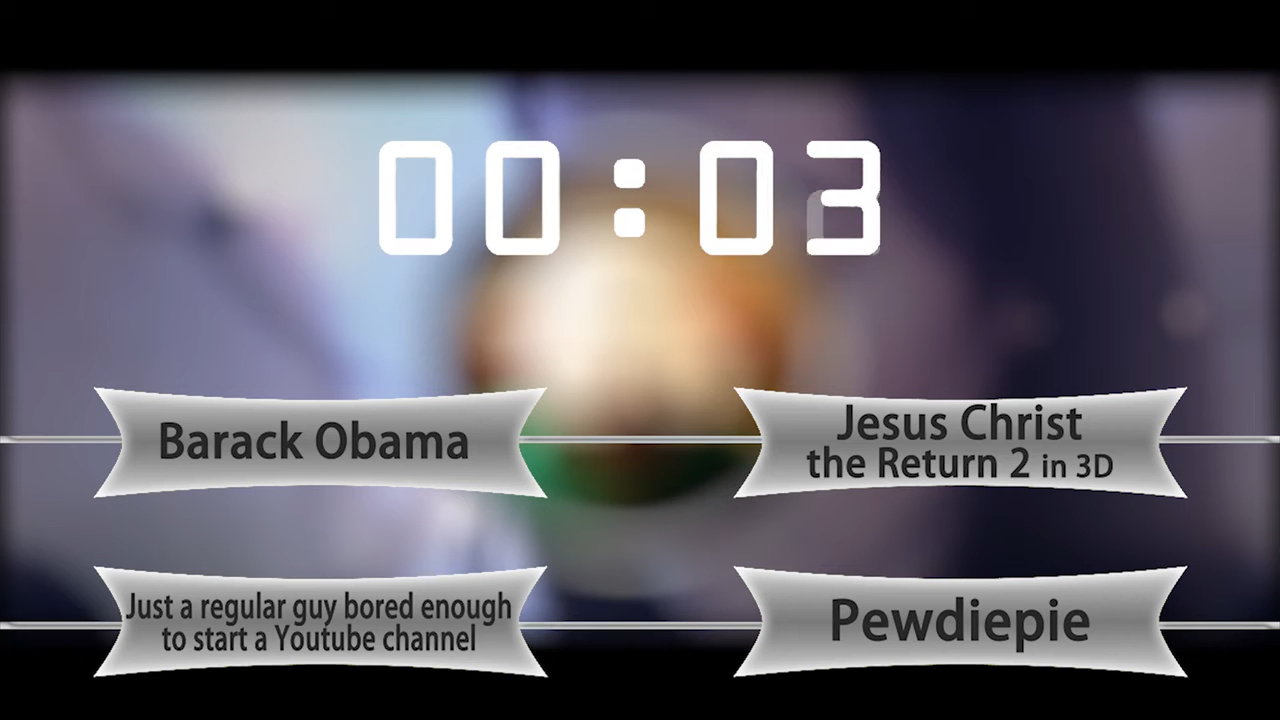 00:03
Barack Obama
Jesus Christ
the Return 2 in 3D
Just a regular guy bored enough
to start a Youtube channel
Pewdiepie